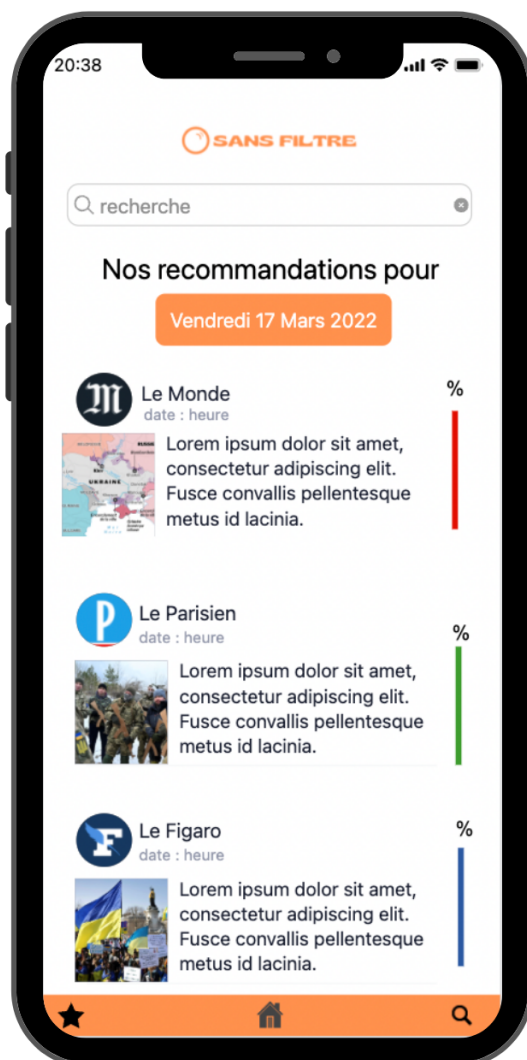 20:38
SANS FILTRE
recherche
Nos recommandations pour
Vendredi 17 Mars 2022
Le Monde
date : heure
%
UKRAINE
Lorem ipsum dolor sit amet,
consectetur adipiscing elit.
Fusce convallis pellentesque
metus id lacinia.
P
Le Parisien
date : heure
%
Lorem ipsum dolor sit amet,
consectetur adipiscing elit.
Fusce convallis pellentesque
metus id lacinia.
F
Le Figaro
date : heure
%
Lorem ipsum dolor sit amet,
consectetur adipiscing elit.
Fusce convallis pellentesque
metus id lacinia.